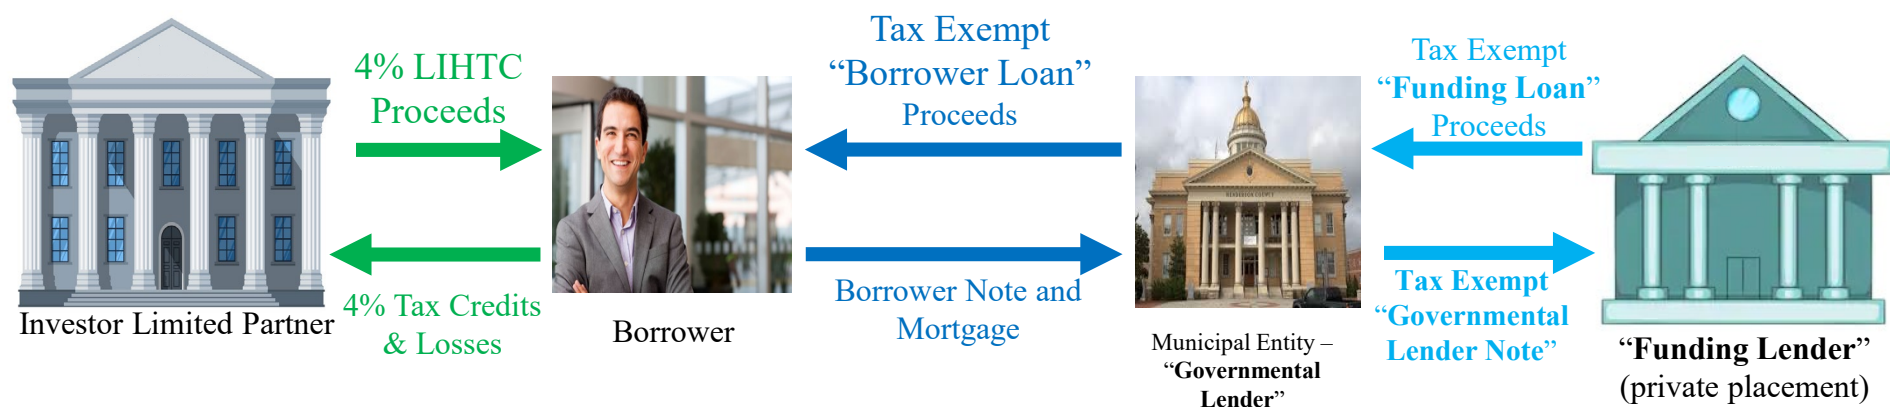 4% LIHTC
Proceeds
4% Tax Credits
& Losses
Investor Limited Partner
Borrower
Tax Exempt
“Borrower Loan”
Proceeds
Borrower Note and
Mortgage
HENDERSON COUNTY
Municipal Entity –
“Governmental
Lender”
Tax Exempt
“Funding Loan”
Proceeds
Tax Exempt
“Governmental
Lender Note”
“Funding Lender”
(private placement)